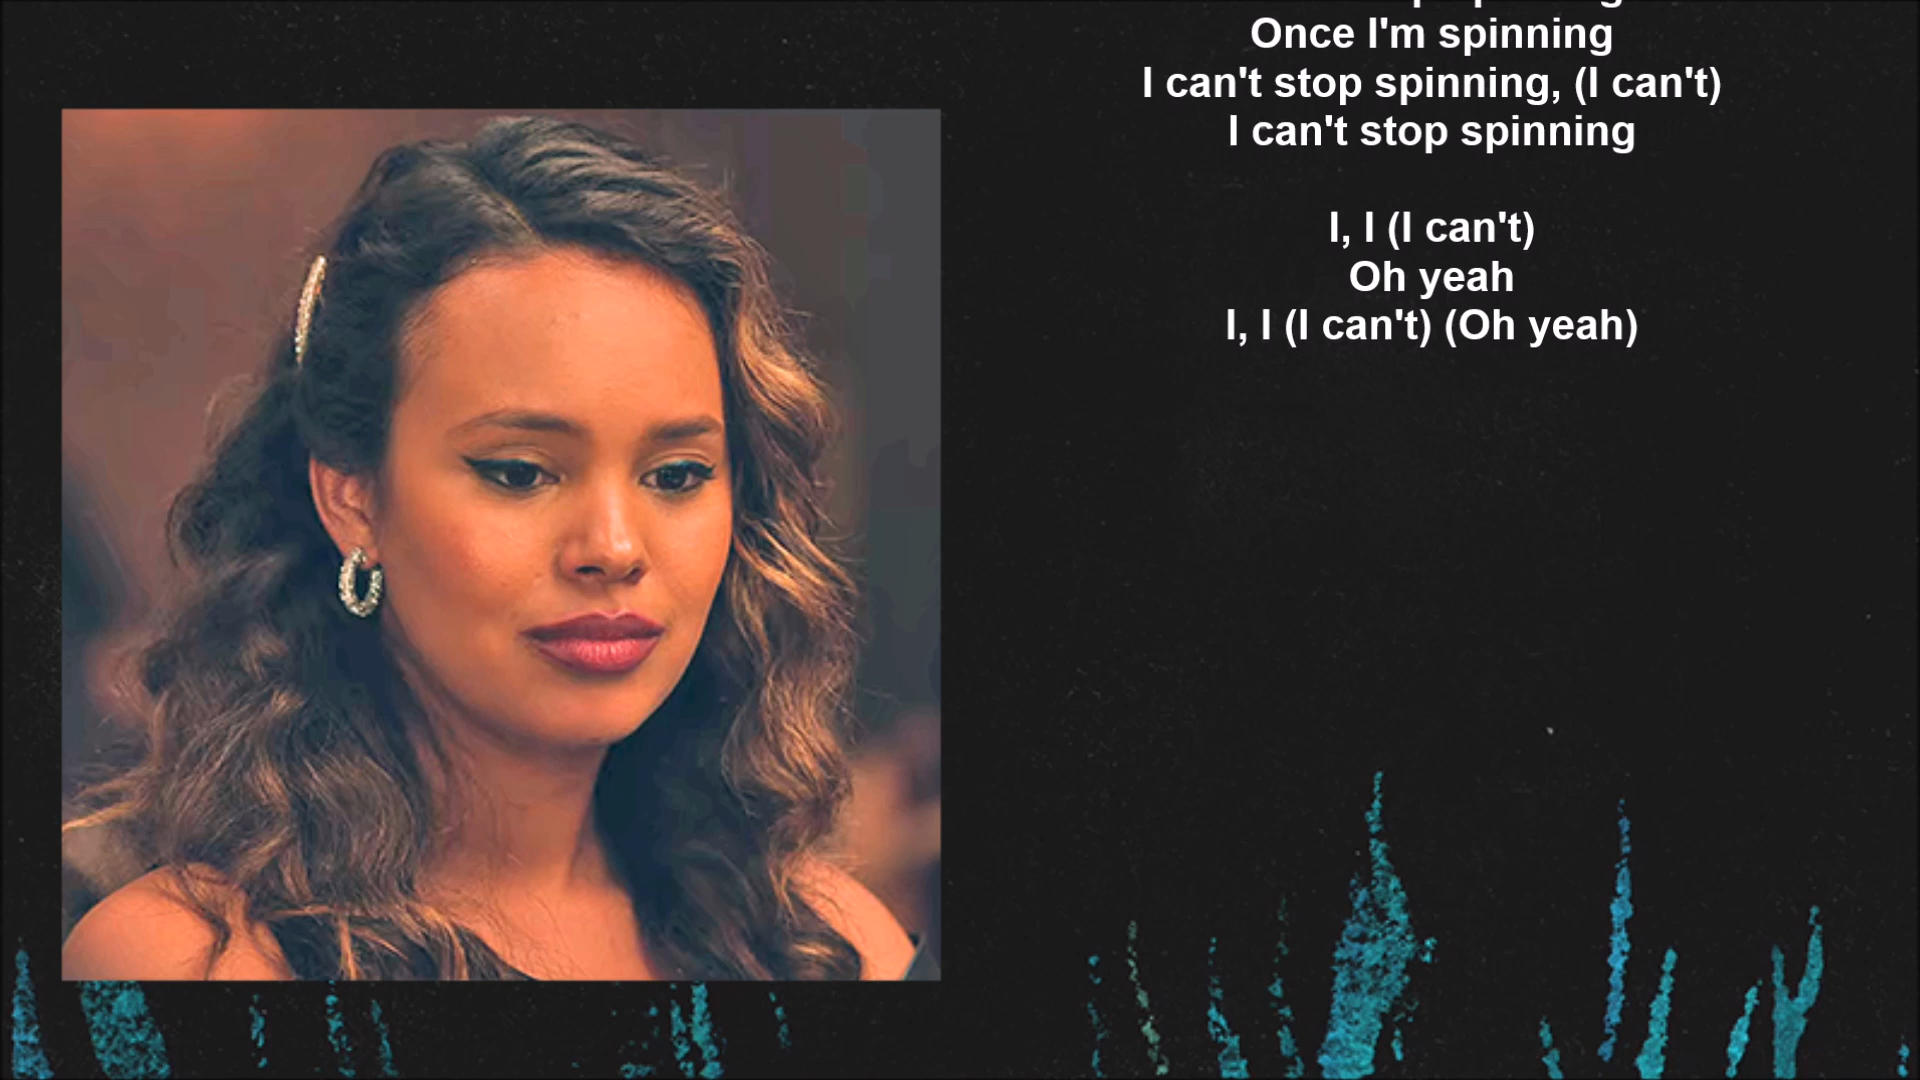 Once I'm spinning
I can't stop spinning, (I can't)
I can't stop spinning
I, I (I can't)
Oh yeah
I, I (I can't) (Oh yeah)